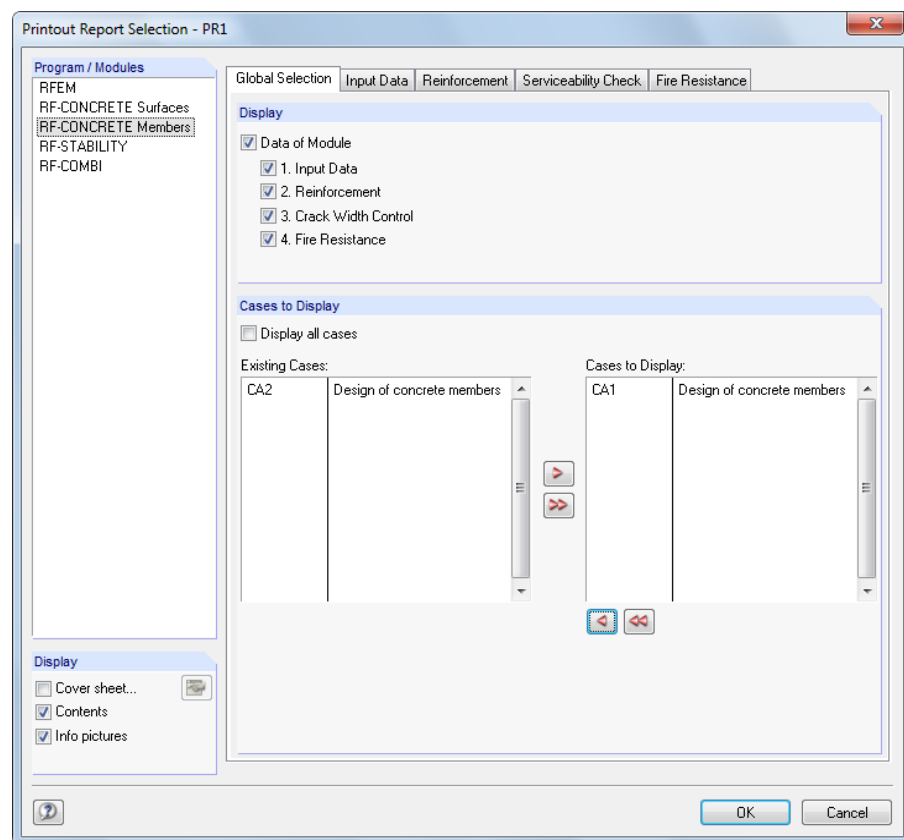 Printout Report Selection - PR1
Program / Modules
RFEM
RF-CONCRETE Surfaces
RF-CONCRETE Members
RF-STABILITY
RF-COMBI
Global Selection Input Data Reinforcement Serviceability Check Fire Resistance
Display
Data of Module
1. Input Data
2. Reinforcement
3. Crack Width Control
4. Fire Resistance
Cases to Display
Display all cases
Existing Cases: Cases to Display:
CA2 Design of concrete members CA1 Design of concrete members
Display
Cover sheet...
Contents
Info pictures
OK Cancel